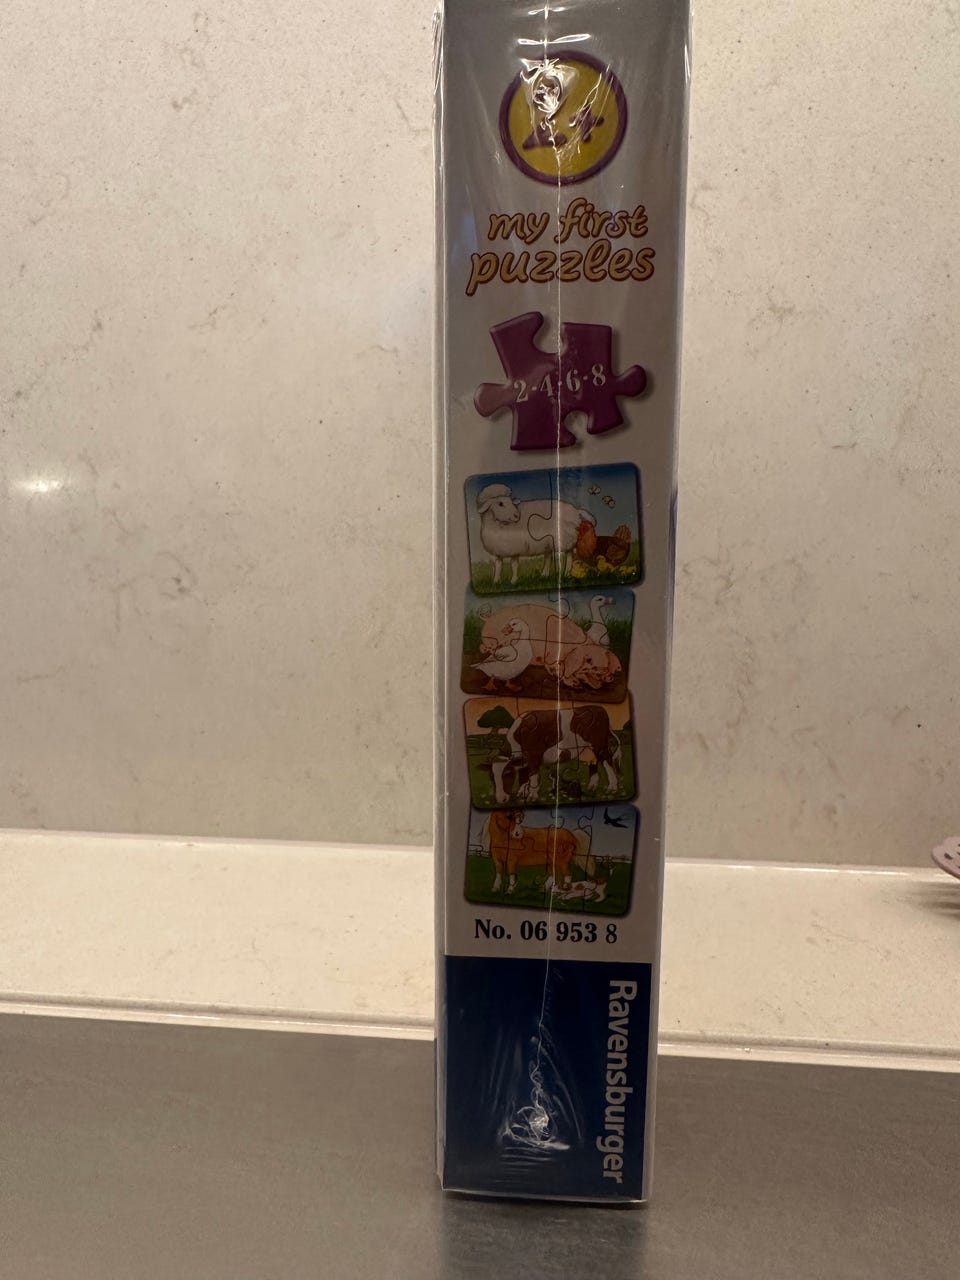 2+
my first
puzzles
2·4·6·8
No. 06 953 8
Ravensburger